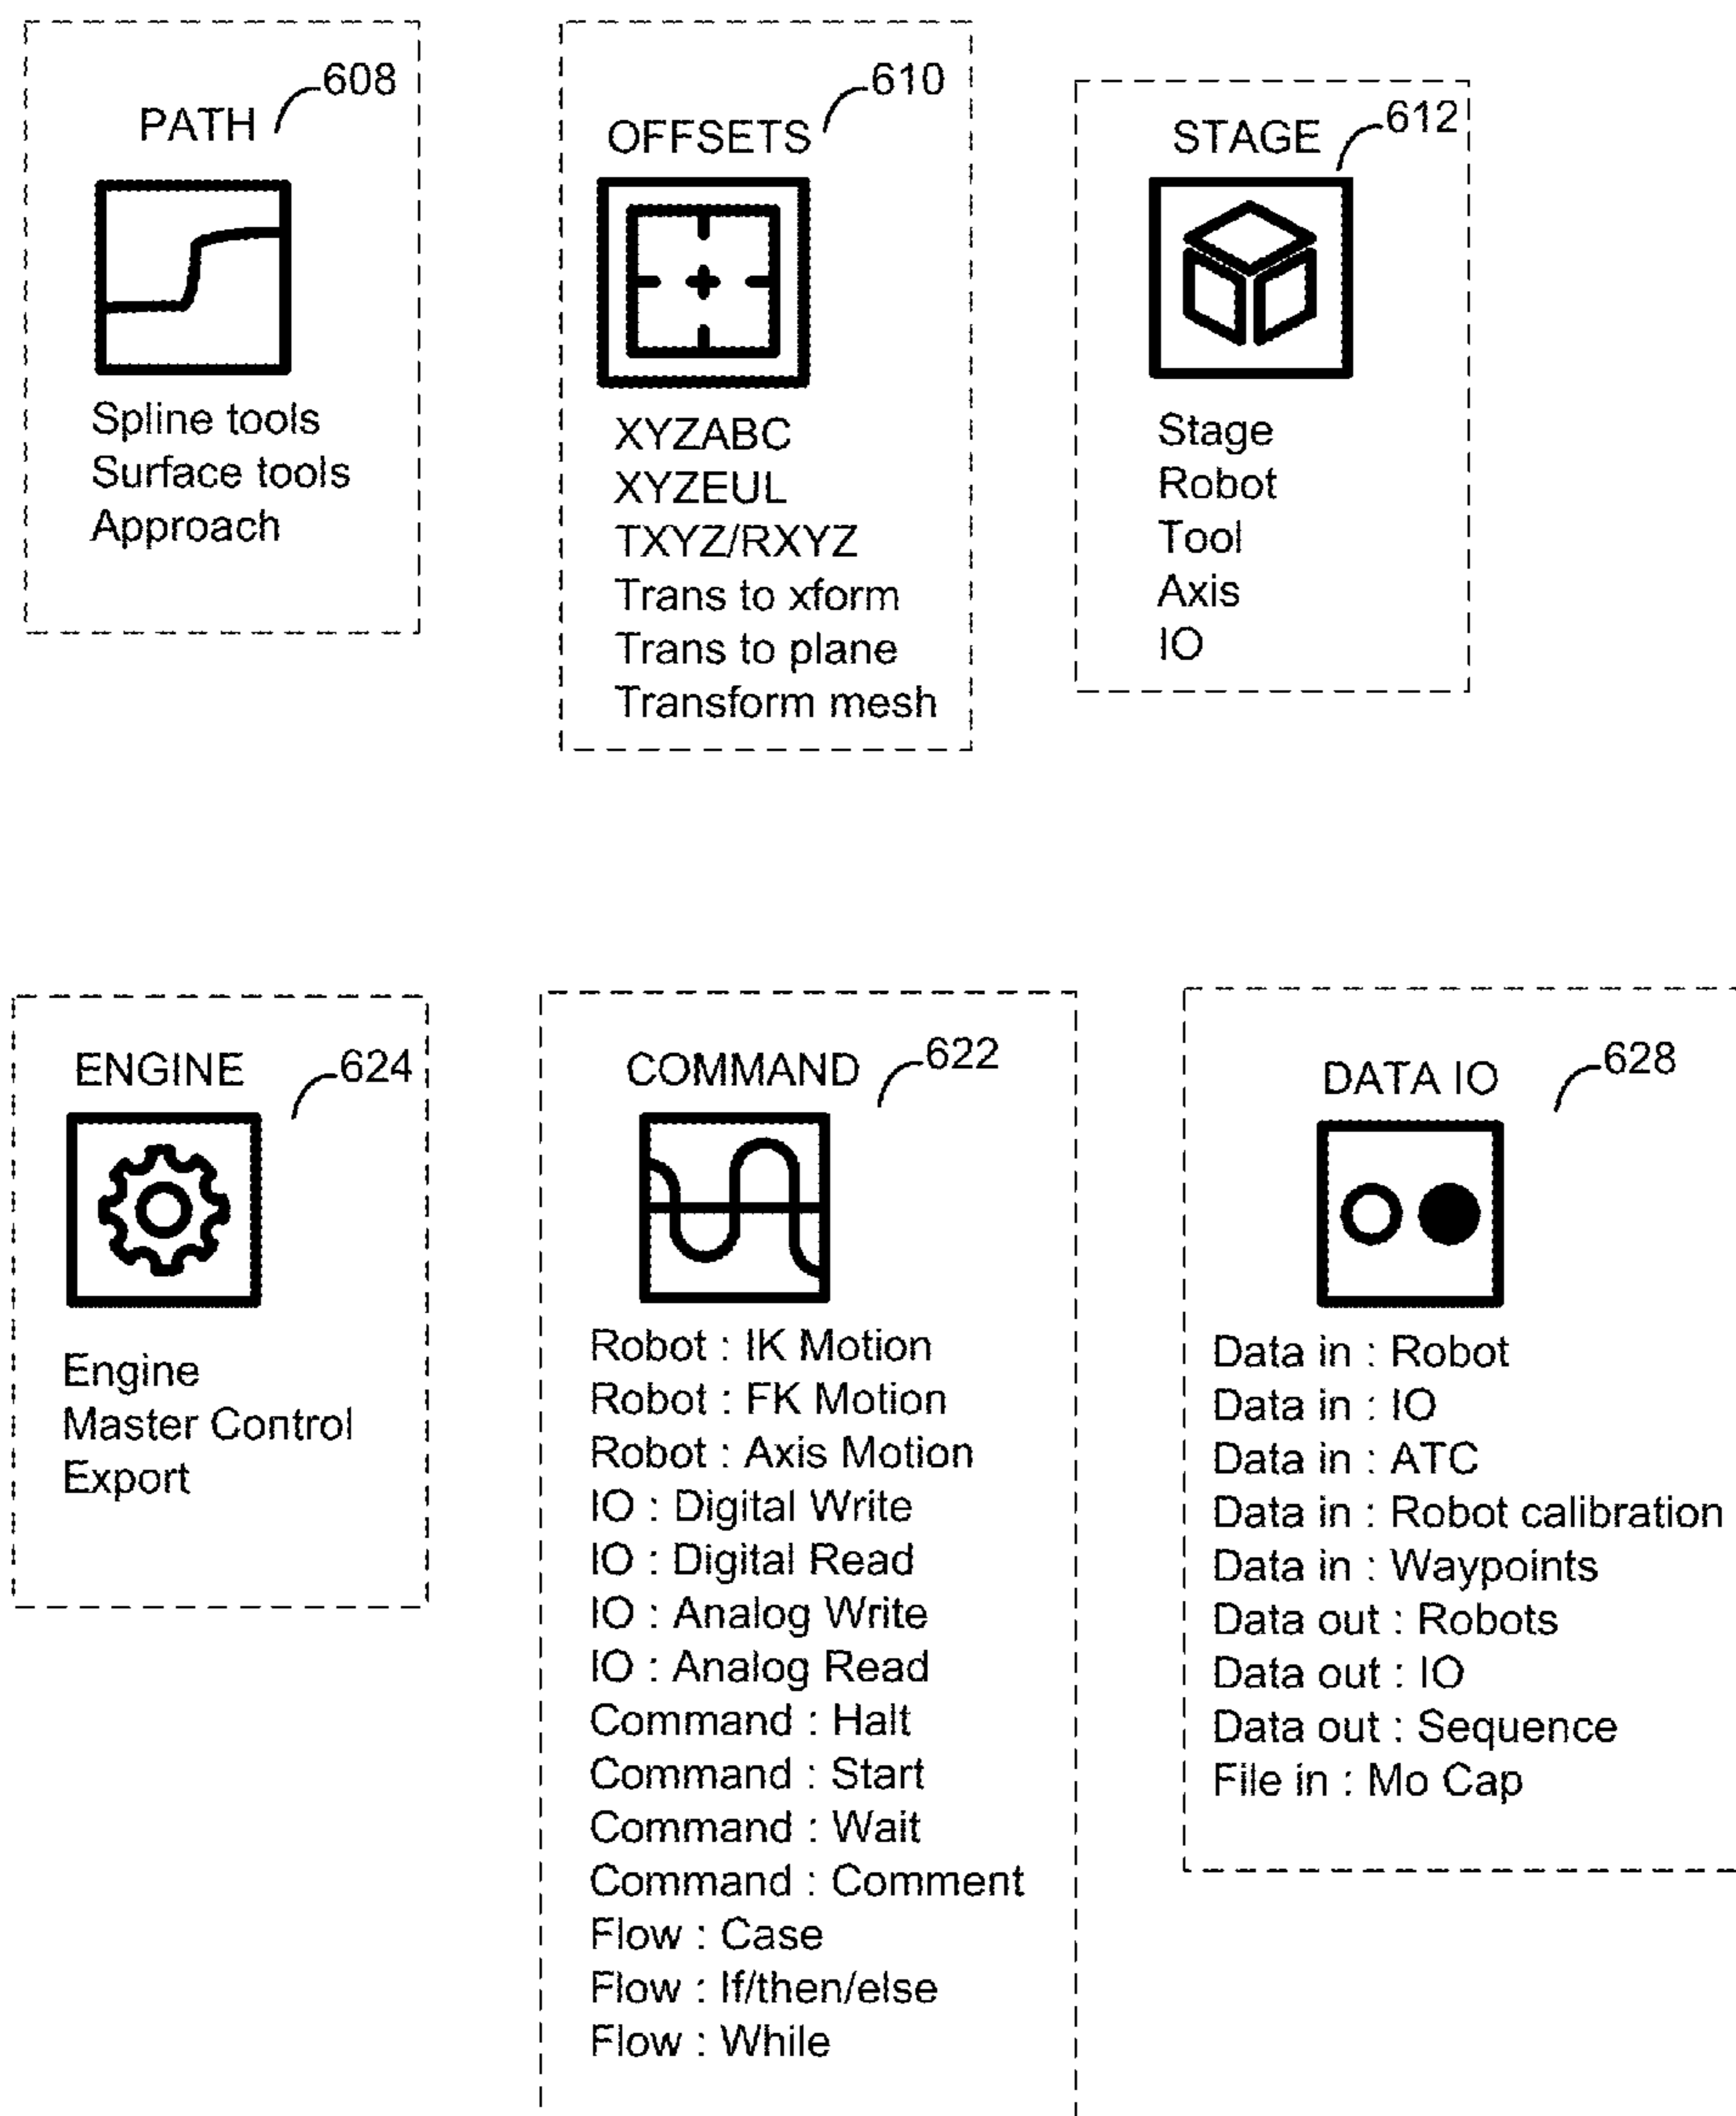 608
PATH
Spline tools
Surface tools
Approach
610
OFFSETS
XYZABC
XYZEUL
TXYZ/RXYZ
Trans to xform
Trans to plane
Transform mesh
612
STAGE
Stage
Robot
Tool
Axis
IO
624
ENGINE
Engine
Master Control
Export
622
COMMAND
Robot : IK Motion
Robot : FK Motion
Robot : Axis Motion
IO : Digital Write
IO : Digital Read
IO : Analog Write
IO : Analog Read
Command : Halt
Command : Start
Command : Wait
Command : Comment
Flow : Case
Flow : If/then/else
Flow : While
628
DATA IO
Data in : Robot
Data in : IO
Data in : ATC
Data in : Robot calibration
Data in : Waypoints
Data out : Robots
Data out : IO
Data out : Sequence
File in : Mo Cap